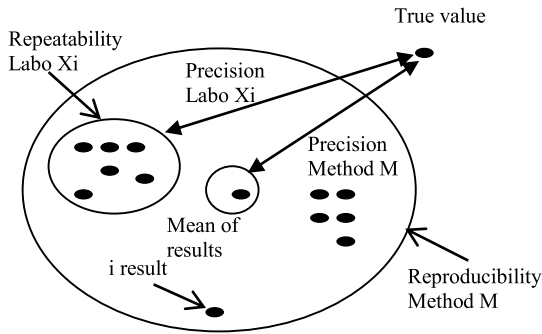 True value
Repeatability
Labo Xi
Precision
Labo Xi
Precision
Method M
Mean of
results
i result
Reproducibility
Method M